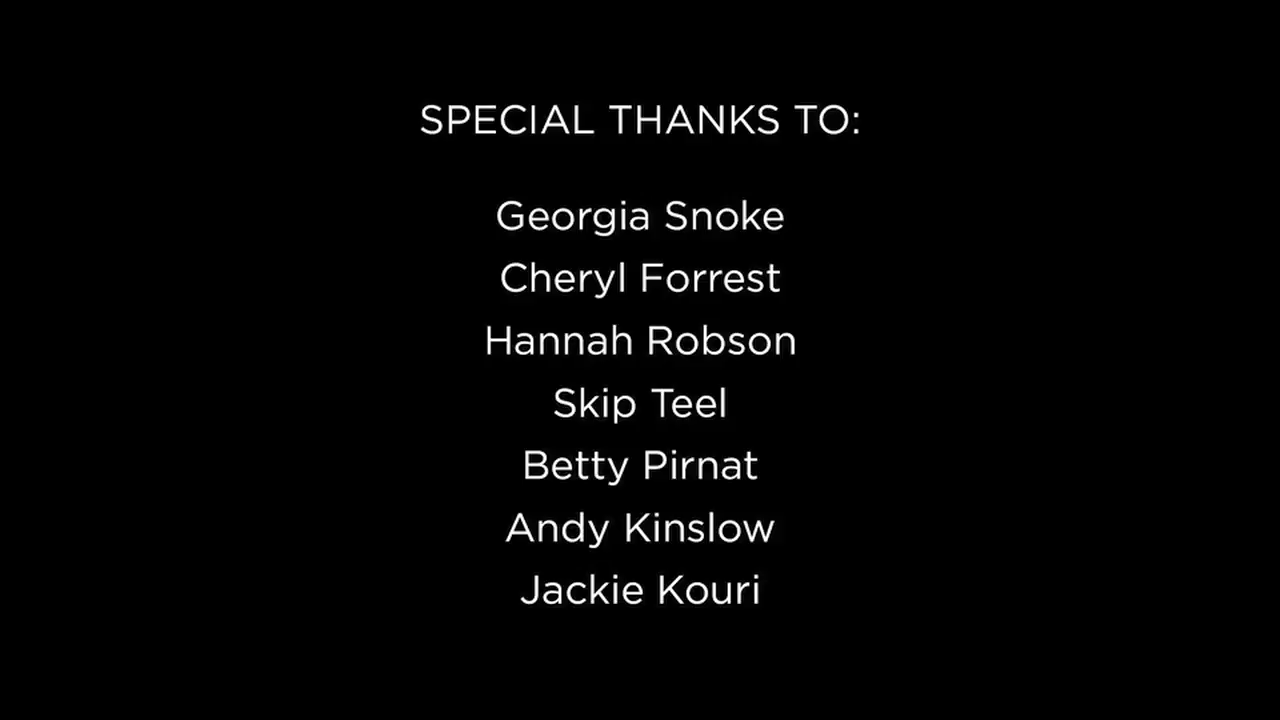 SPECIAL THANKS TO:
Georgia Snoke
Cheryl Forrest
Hannah Robson
Skip Teel
Betty Pirnat
Andy Kinslow
Jackie Kouri